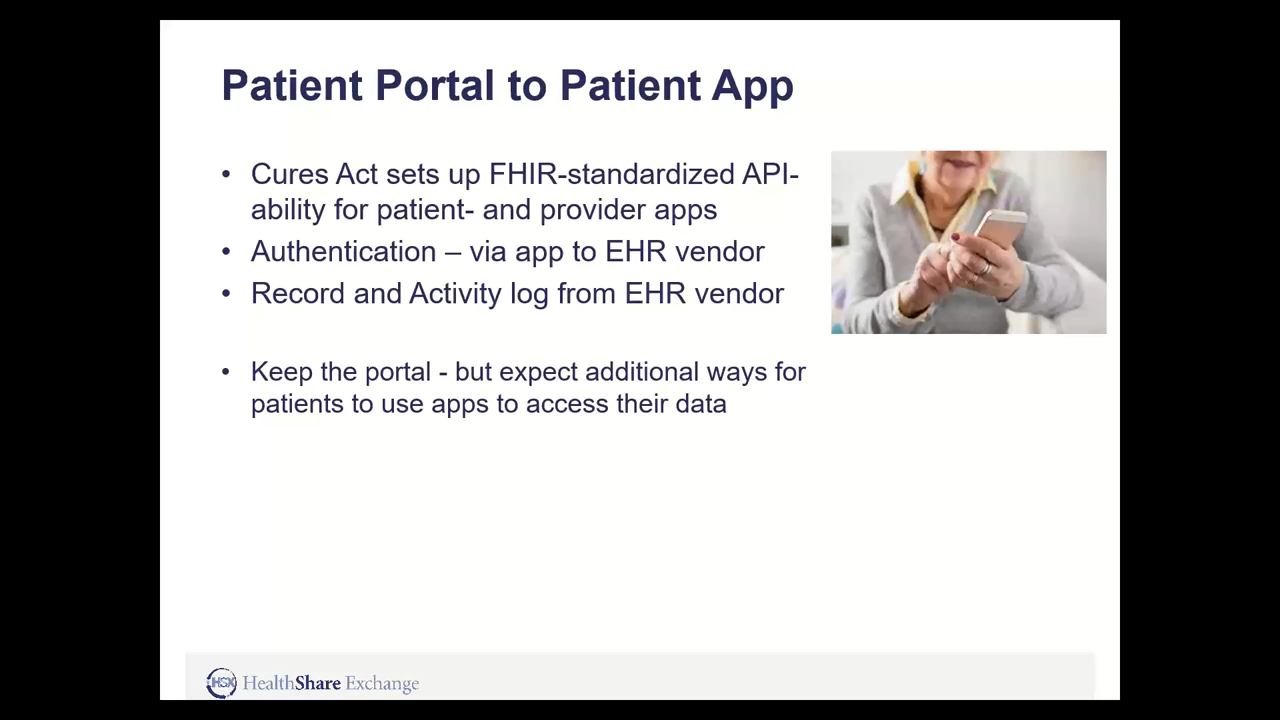 Patient Portal to Patient App
• Cures Act sets up FHIR-standardized API-
ability for patient- and provider apps
• Authentication – via app to EHR vendor
• Record and Activity log from EHR vendor
• Keep the portal - but expect additional ways for
patients to use apps to access their data
HSX HealthShare Exchange